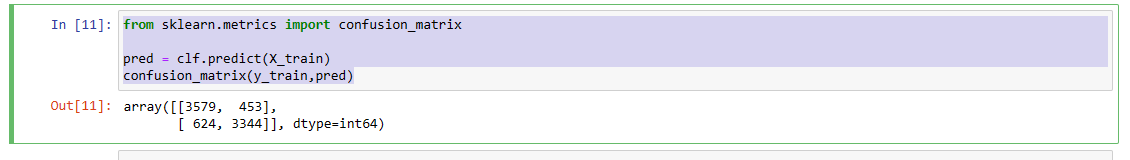 In [11]: from sklearn.metrics import confusion_matrix
pred = clf.predict(X_train)
confusion_matrix(y_train,pred)
Out[11]: array([[3579,  453],
       [ 624, 3344]], dtype=int64)